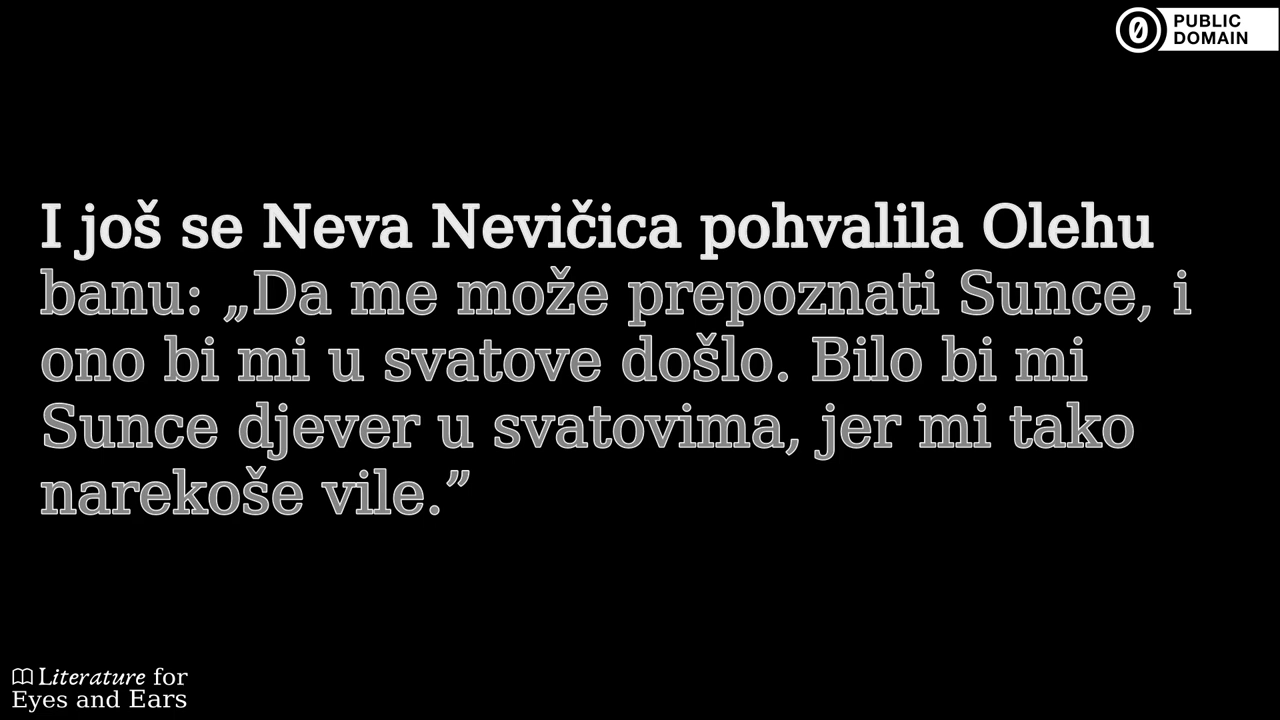 PUBLIC
DOMAIN
I još se Neva Nevičica pohvalila Olehu
banu: „Da me može prepoznati Sunce, i
ono bi mi u svatove došlo. Bilo bi mi
Sunce djever u svatovima, jer mi tako
narekoše vile.”
Literature for
Eyes and Ears